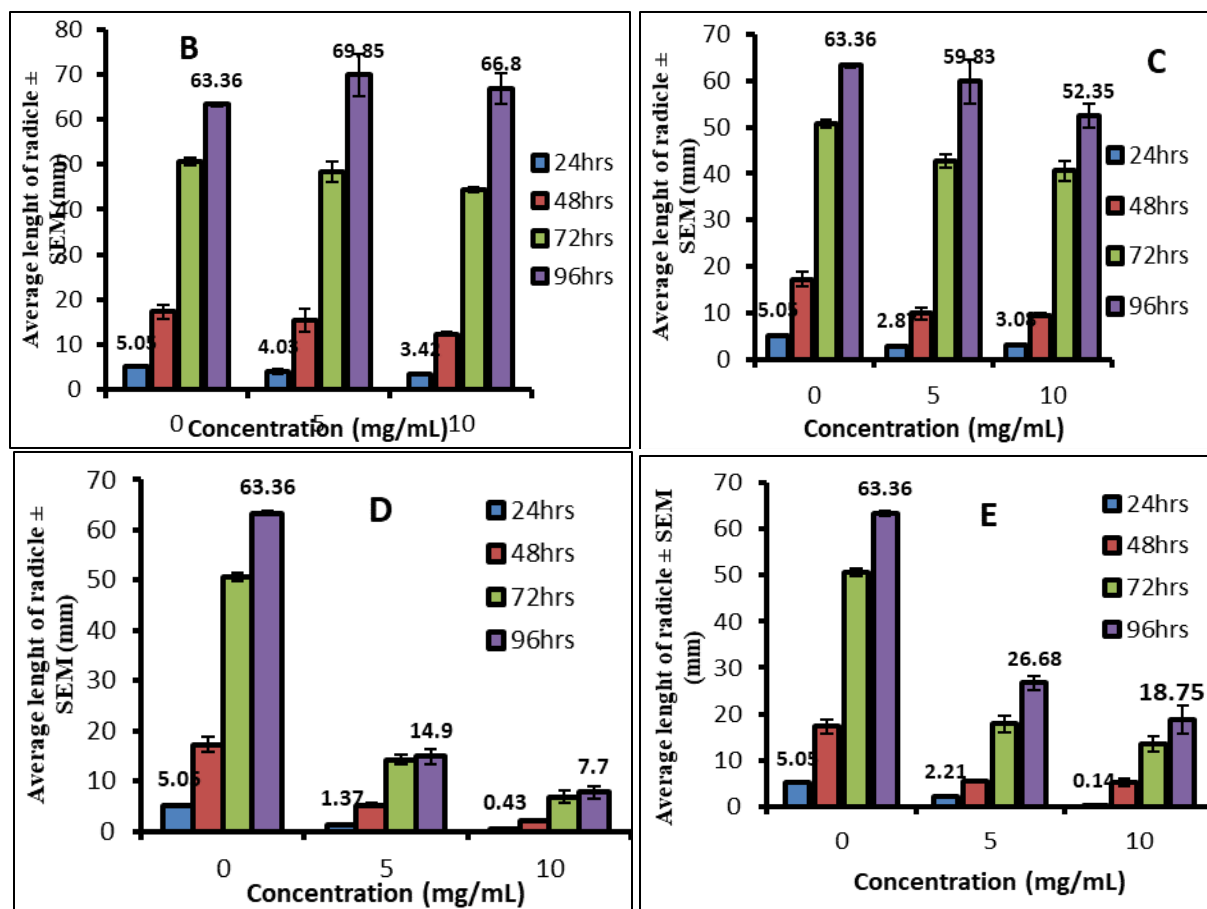 B
Average lenght of radicle ±
SEM (mm)
80
70
60
50
40
30
20
10
0
63.36
69.85
66.8
5.05
4.03
3.42
24hrs
48hrs
72hrs
96hrs
0 5 10
Concentration (mg/mL)
C
Average lenght of radicle ±
SEM (mm)
70
60
50
40
30
20
10
0
63.36
59.83
52.35
5.05
2.87
3.08
24hrs
48hrs
72hrs
96hrs
0 5 10
Concentration (mg/mL)
D
Average lenght of radicle ±
SEM (mm)
70
60
50
40
30
20
10
0
63.36
14.9
7.7
5.05
1.37
0.43
24hrs
48hrs
72hrs
96hrs
0 5 10
Concentration (mg/mL)
E
Average lenght of radicle ± SEM
(mm)
70
60
50
40
30
20
10
0
63.36
26.68
18.75
5.05
2.21
0.14
24hrs
48hrs
72hrs
96hrs
0 5 10
Concentration (mg/mL)